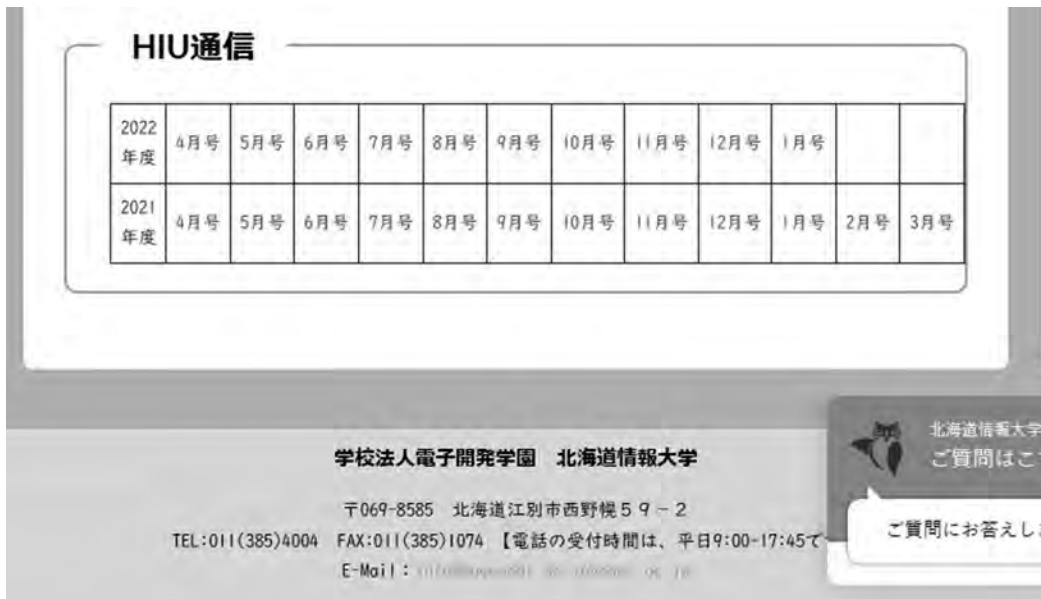 HIU通信
2022年度 4月号 5月号 6月号 7月号 8月号 9月号 10月号 11月号 12月号 1月号
2021年度 4月号 5月号 6月号 7月号 8月号 9月号 10月号 11月号 12月号 1月号 2月号 3月号
学校法人電子開発学園 北海道情報大学
〒069-8585 北海道江別市西野幌59-2
TEL:011(385)4004 FAX:011(385)1074 【電話の受付時間は、平日9:00-17:45で
E-Mail:
北海道情報大学
ご質問はこ
ご質問にお答えし